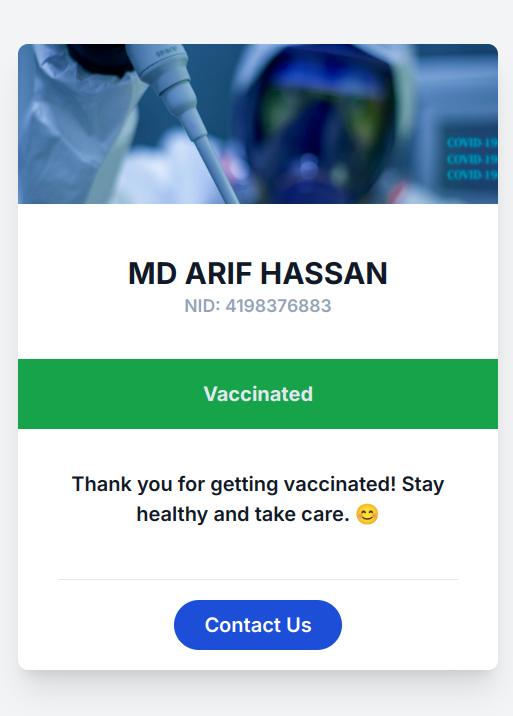 COVID-19
COVID-19
COVID-19
MD ARIF HASSAN
NID: 4198376883
Vaccinated
Thank you for getting vaccinated! Stay
healthy and take care. 😊
Contact Us